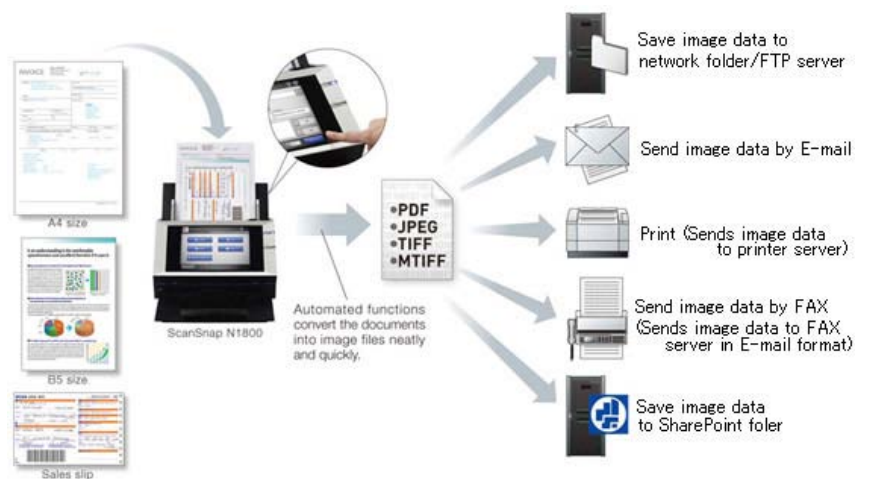 INVOICE
A4 size
B5 size
Sales slip
ScanSnap N1800
Automated functions
convert the documents
into image files neatly
and quickly.
•PDF
•JPEG
•TIFF
•MTIFF
Save image data to
network folder/FTP server
Send image data by E-mail
Print (Sends image data
to printer server)
Send image data by FAX
(Sends image data to FAX
server in E-mail format)
Save image data
to SharePoint foler